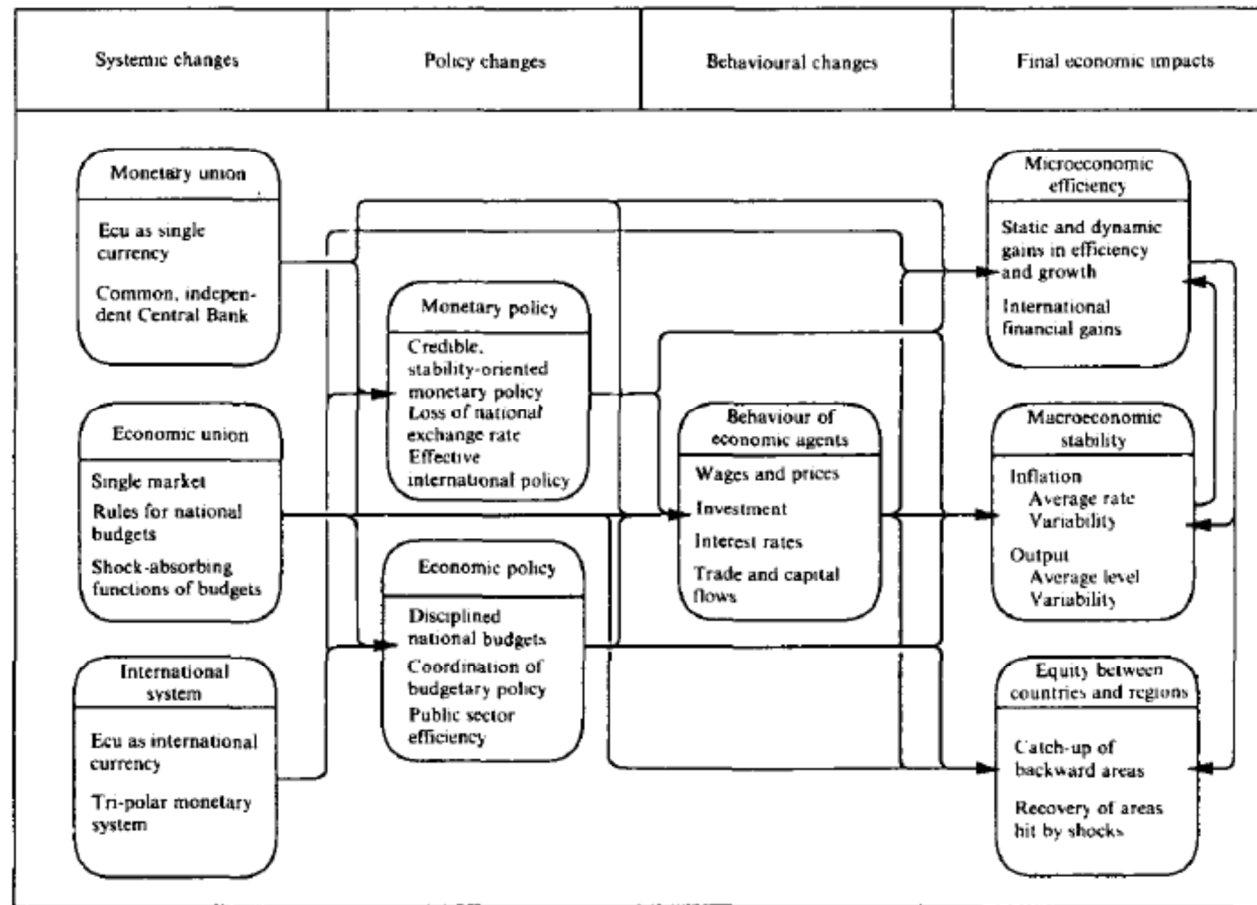 Systemic changes
Policy changes
Behavioural changes
Final economic impacts
Monetary union
Ecu as single
currency
Common, indepen-
dent Central Bank
Economic union
Single market
Rules for national
budgets
Shock-absorbing
functions of budgets
International
system
Ecu as international
currency
Tri-polar monetary
system
Monetary policy
Credible,
stability-oriented
monetary policy
Loss of national
exchange rate
Effective
international policy
Economic policy
Disciplined
national budgets
Coordination of
budgetary policy
Public sector
efficiency
Behaviour of
economic agents
Wages and prices
Investment
Interest rates
Trade and capital
flows
Microeconomic
efficiency
Static and dynamic
gains in efficiency
and growth
International
financial gains
Macroeconomic
stability
Inflation
Average rate
Variability
Output
Average level
Variability
Equity between
countries and regions
Catch-up of
backward areas
Recovery of areas
hit by shocks